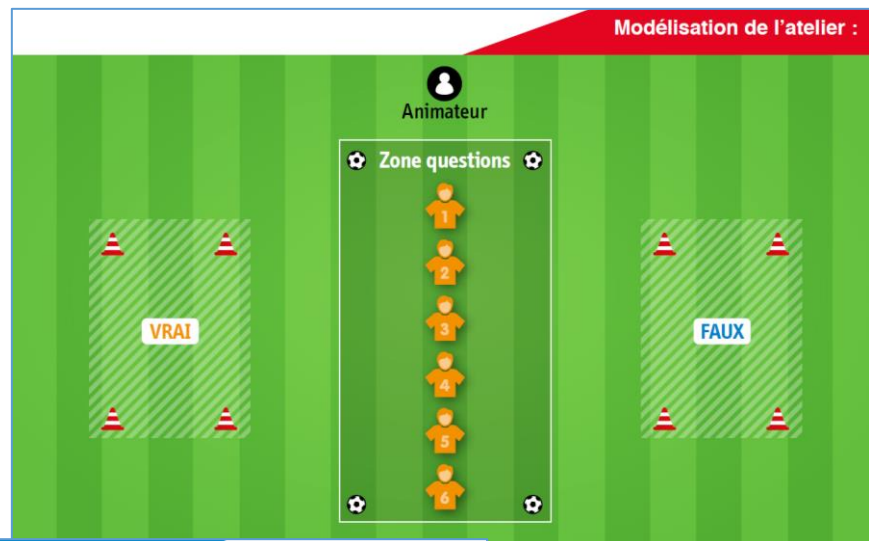 Modélisation de l'atelier :
Animateur
Zone questions
1
2
3
VRAI
FAUX
4
5
6